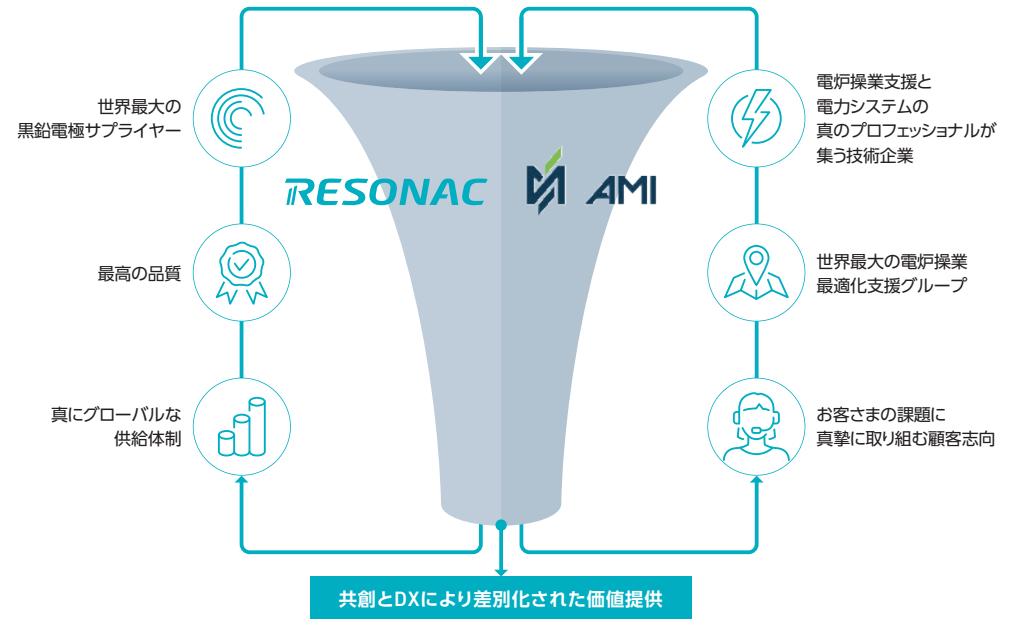 世界最大の
黒鉛電極サプライヤー
最高の品質
真にグローバルな
供給体制
RESONAC
AMI
電炉操業支援と
電力システムの
真のプロフェッショナルが
集う技術企業
世界最大の電炉操業
最適化支援グループ
お客さまの課題に
真摯に取り組む顧客志向
共創とDXにより差別化された価値提供